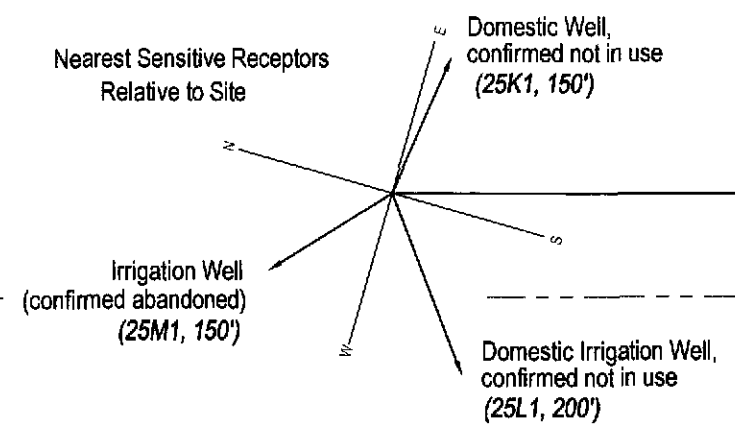 Nearest Sensitive Receptors
Relative to Site
E
Domestic Well,
confirmed not in use
(25K1, 150')
N
S
Irrigation Well
(confirmed abandoned)
(25M1, 150')
W
Domestic Irrigation Well,
confirmed not in use
(25L1, 200')